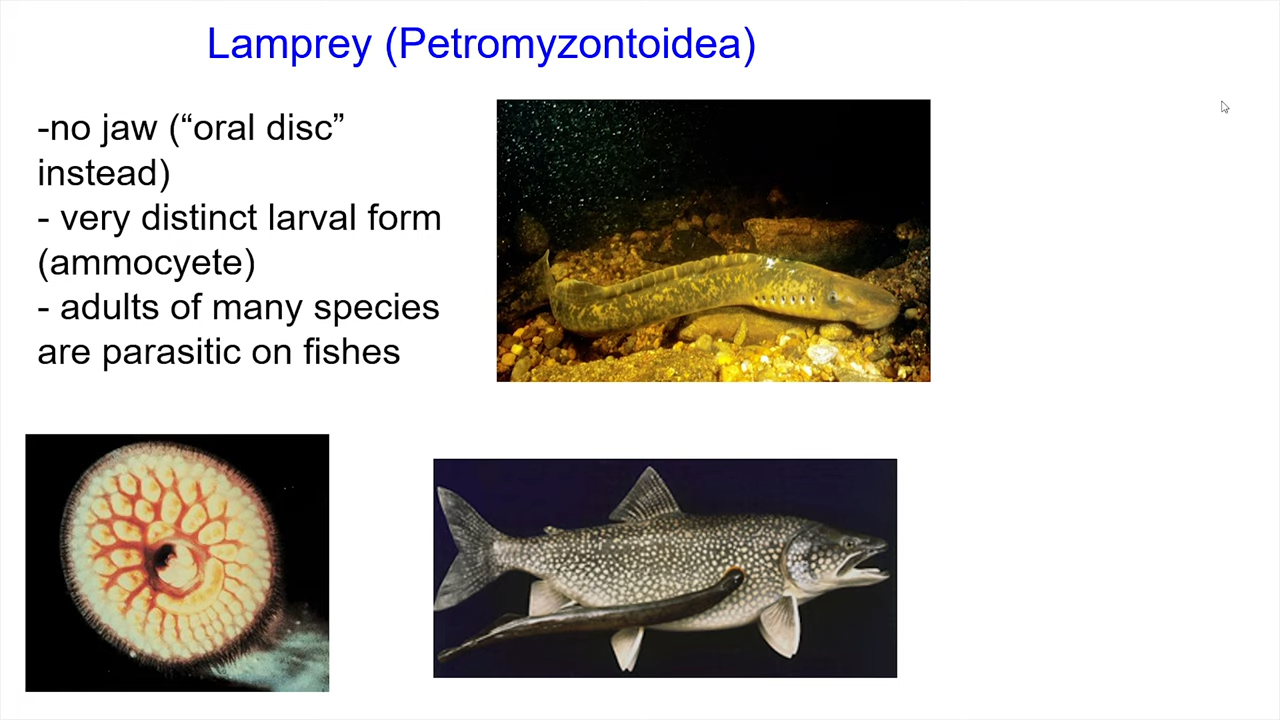 Lamprey (Petromyzontoidea)
-no jaw (“oral disc”
instead)
- very distinct larval form
(ammocyete)
- adults of many species
are parasitic on fishes